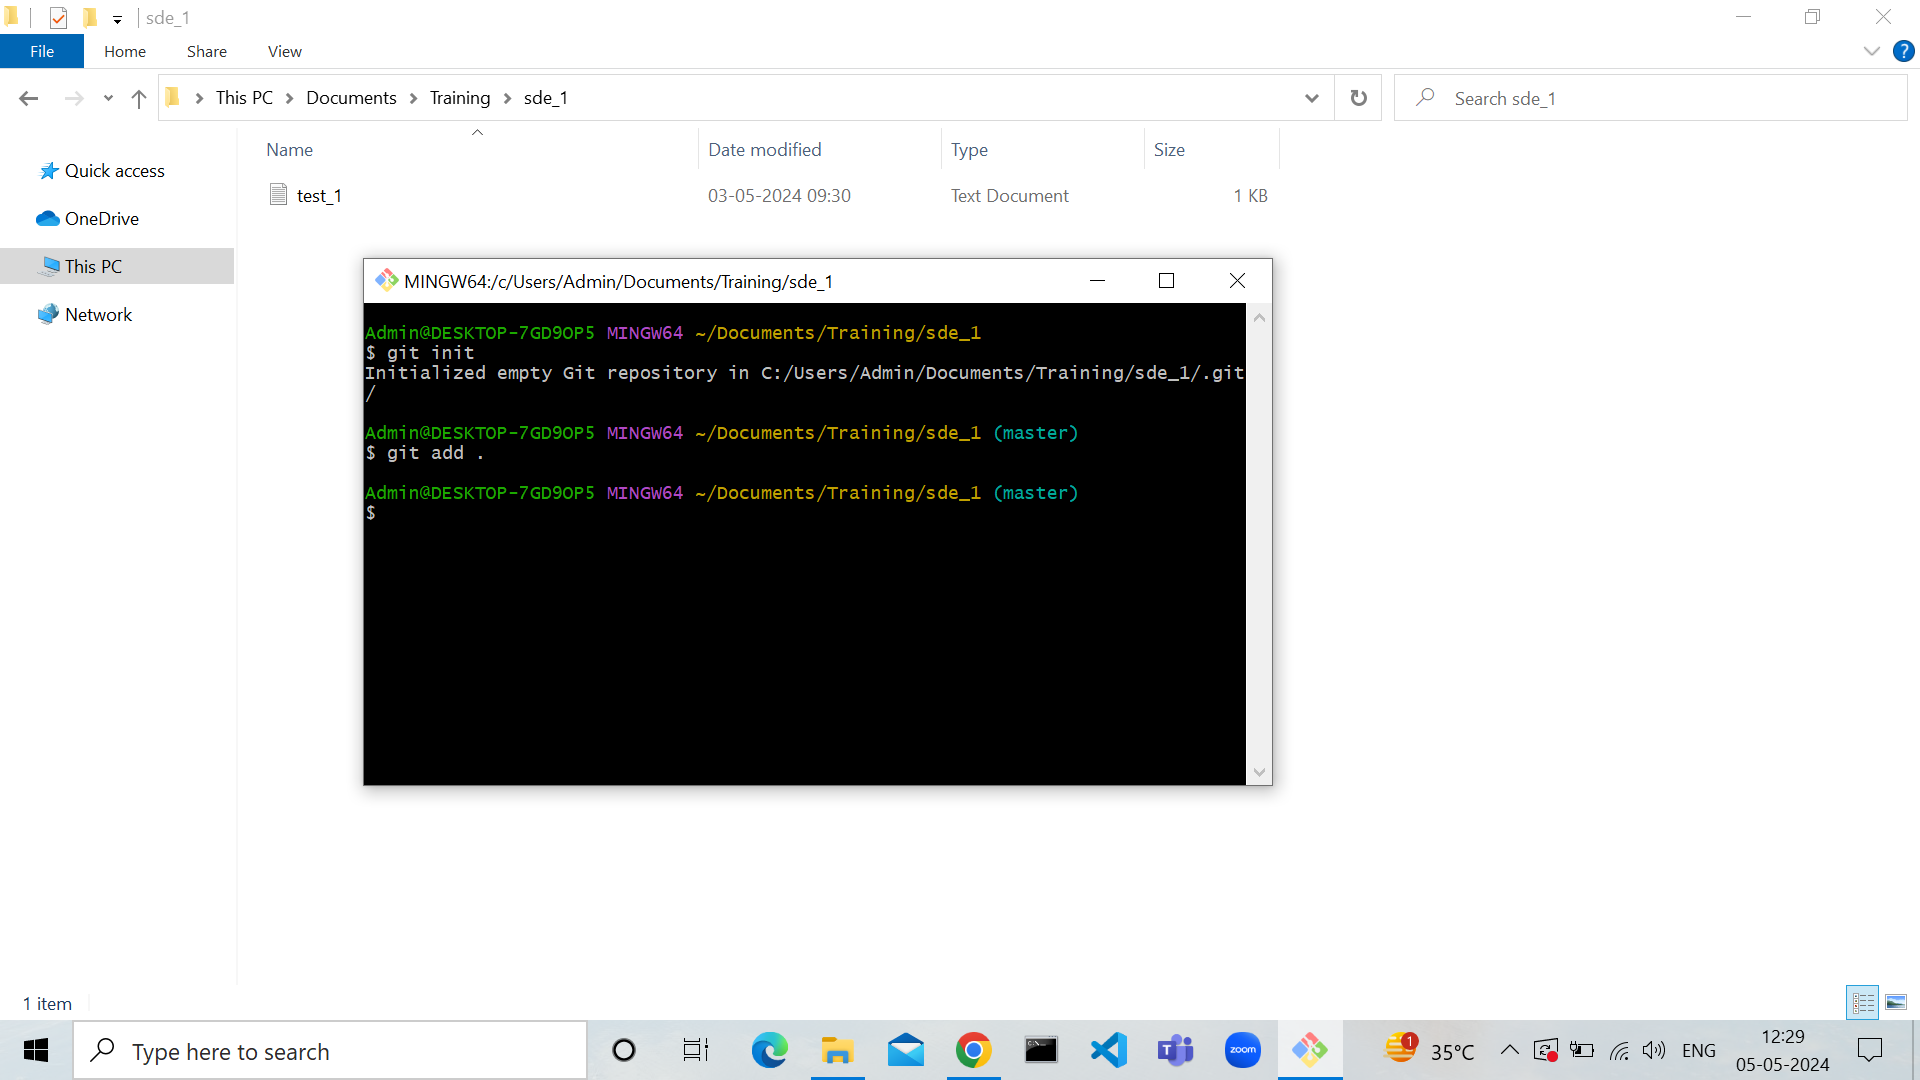 sde_1
File Home Share View
This PC Documents Training sde_1
Search sde_1
Name Date modified Type Size
Quick access
test_1 03-05-2024 09:30 Text Document 1 KB
OneDrive
This PC
Network
MINGW64:/c/Users/Admin/Documents/Training/sde_1
Admin@DESKTOP-7GD9OP5 MINGW64 ~/Documents/Training/sde_1
$ git init
Initialized empty Git repository in C:/Users/Admin/Documents/Training/sde_1/.git
/
Admin@DESKTOP-7GD9OP5 MINGW64 ~/Documents/Training/sde_1 (master)
$ git add .
Admin@DESKTOP-7GD9OP5 MINGW64 ~/Documents/Training/sde_1 (master)
$
1 item
Type here to search
zoom
1
35°C
ENG
12:29
05-05-2024